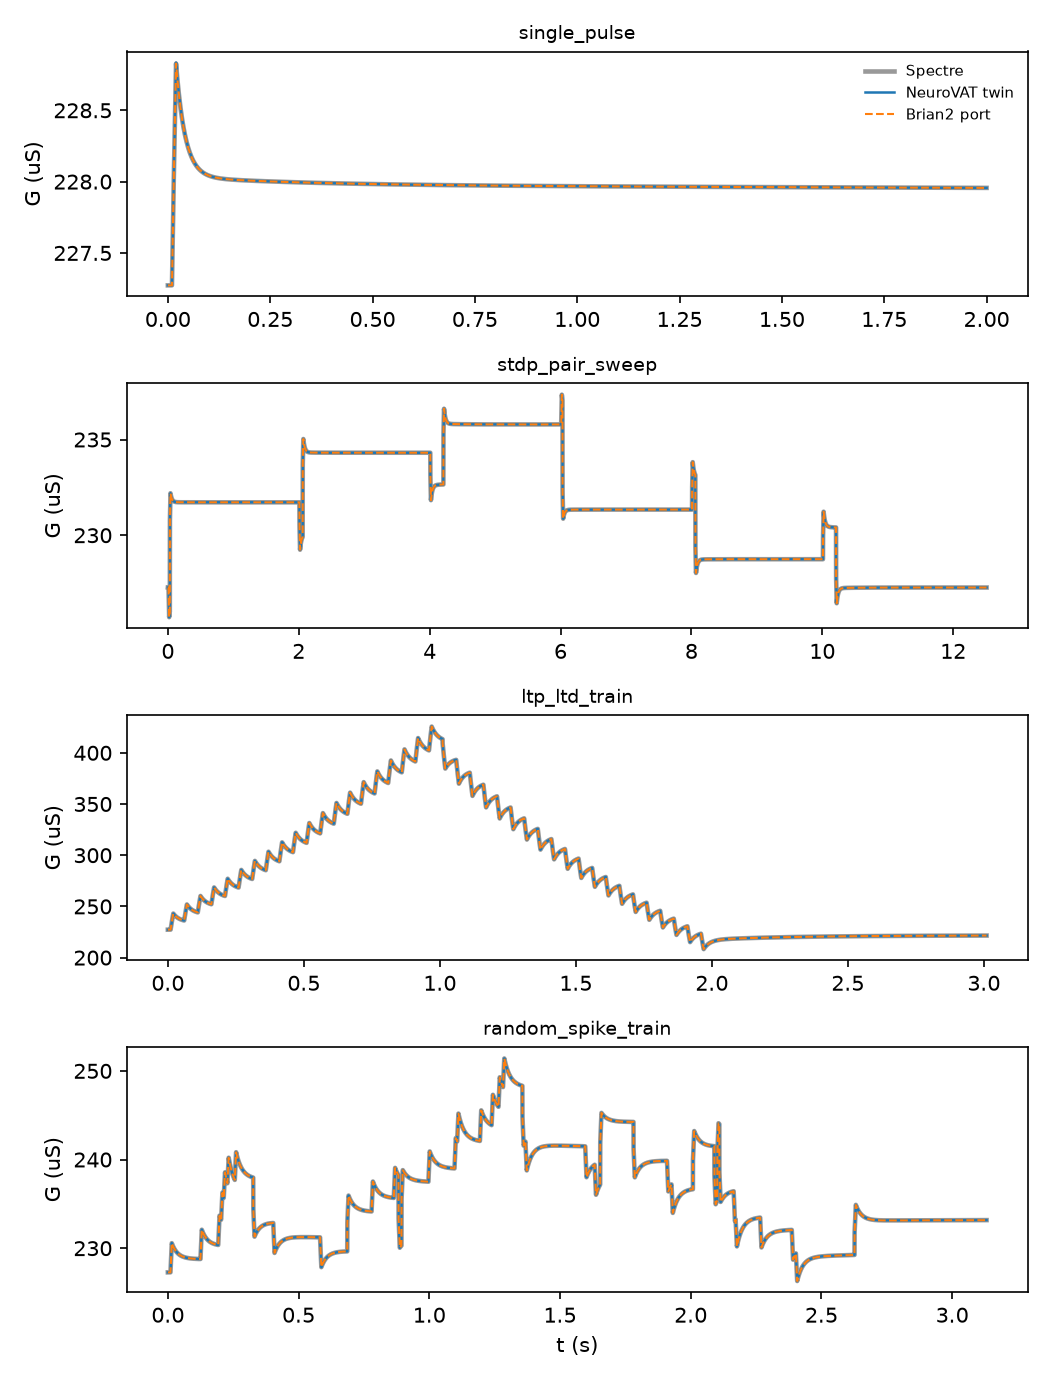 single_pulse
Spectre
NeuroVAT twin
Brian2 port
G (uS)
228.5
228.0
227.5
0.00 0.25 0.50 0.75 1.00 1.25 1.50 1.75 2.00
stdp_pair_sweep
G (uS)
235
230
0 2 4 6 8 10 12
ltp_ltd_train
G (uS)
400
350
300
250
200
0.0 0.5 1.0 1.5 2.0 2.5 3.0
random_spike_train
G (uS)
250
240
230
0.0 0.5 1.0 1.5 2.0 2.5 3.0
t (s)